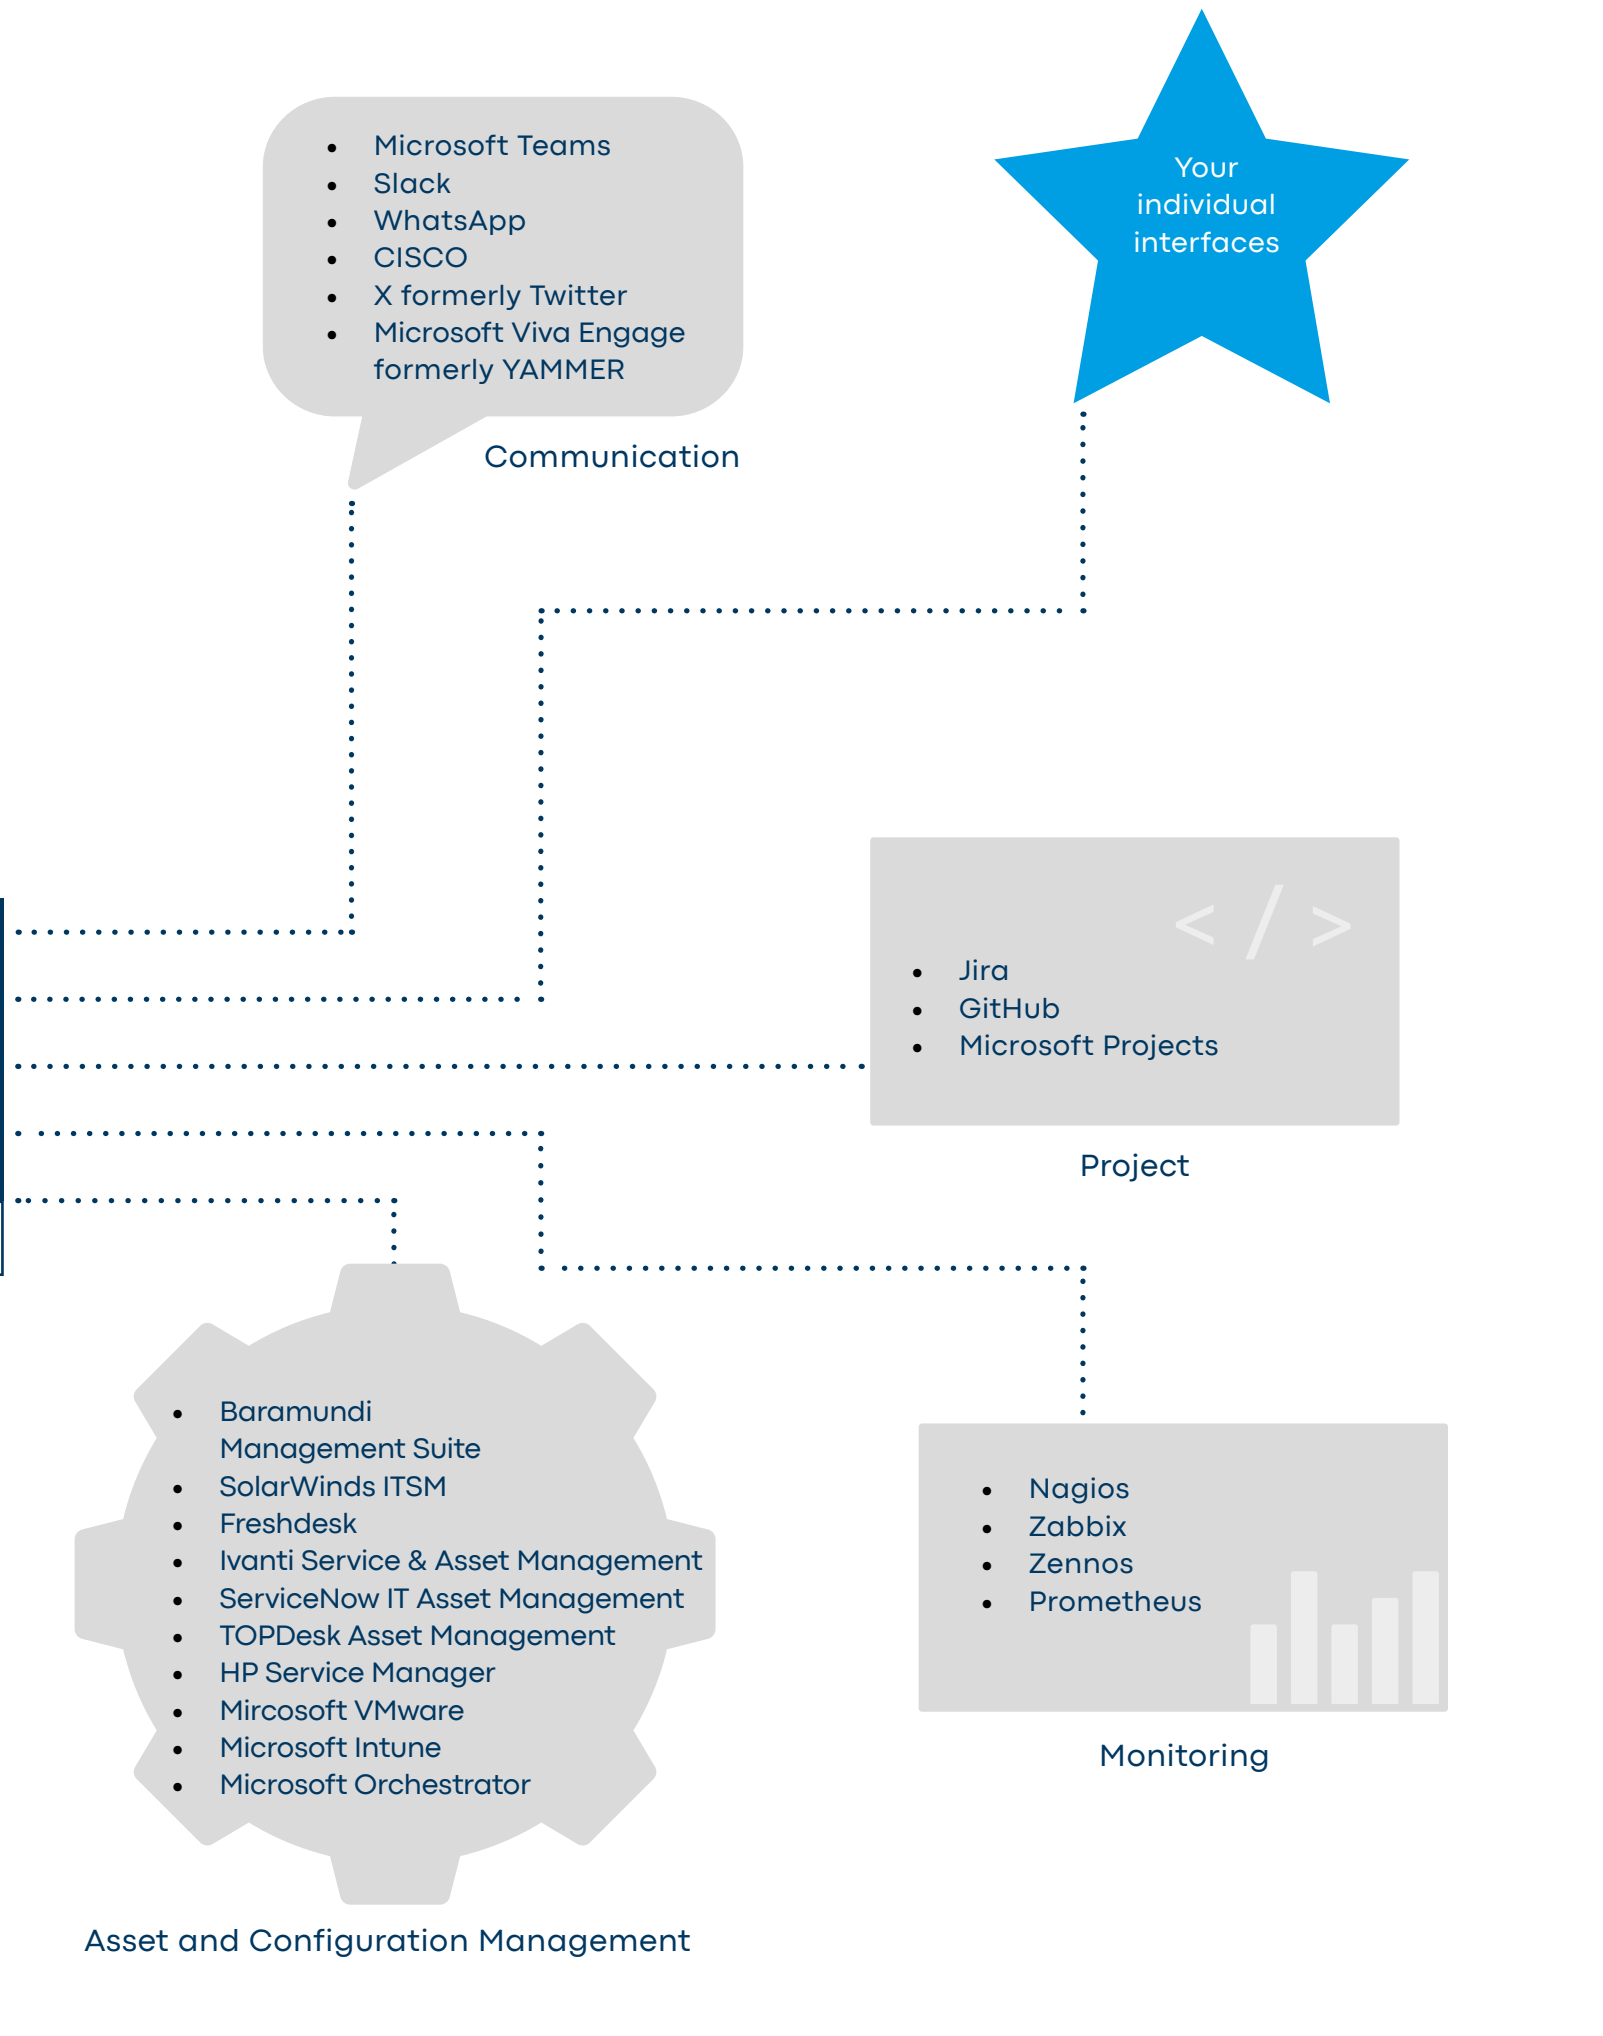 Microsoft Teams
Slack
WhatsApp
CISCO
X formerly Twitter
Microsoft Viva Engage
formerly YAMMER
Communication
Your
individual
interfaces
</>
Jira
GitHub
Microsoft Projects
Project
Baramundi
Management Suite
SolarWinds ITSM
Freshdesk
Ivanti Service & Asset Management
ServiceNow IT Asset Management
TOPDesk Asset Management
HP Service Manager
Mircosoft VMware
Microsoft Intune
Microsoft Orchestrator
Asset and Configuration Management
Nagios
Zabbix
Zennos
Prometheus
Monitoring